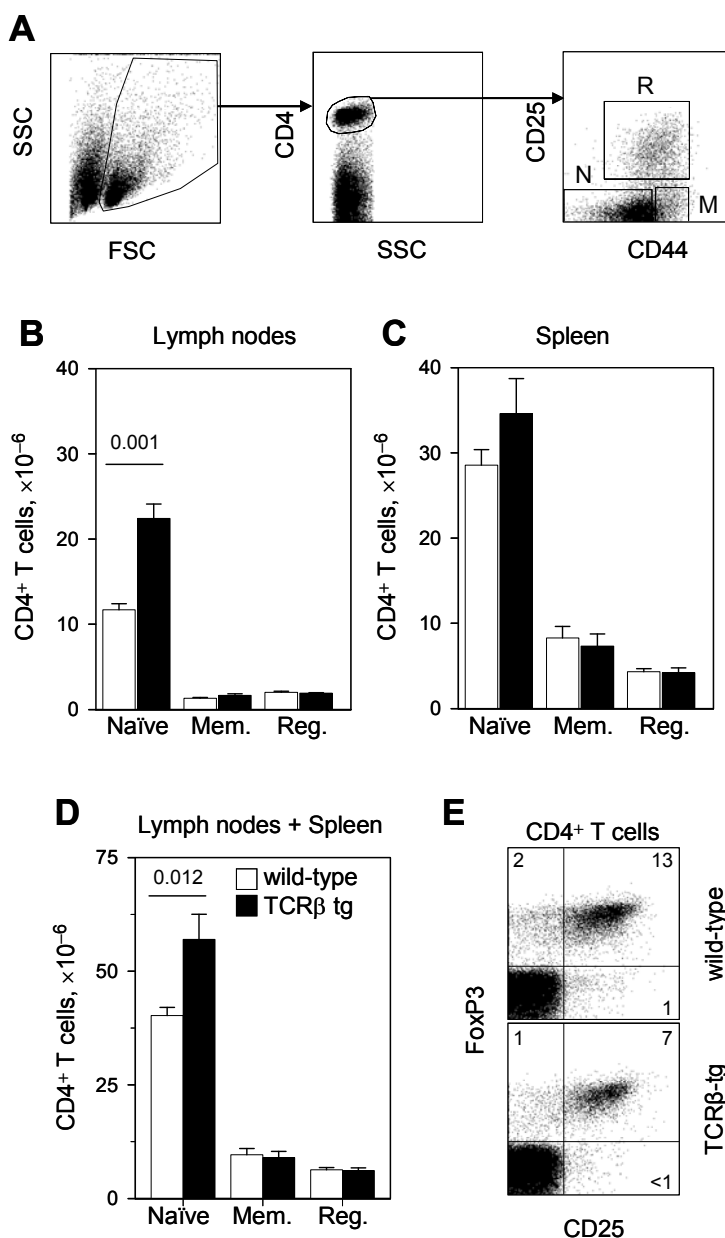 A
SSC
FSC
CD4
SSC
CD25
R
N
M
CD44
B
Lymph nodes
CD4⁺ T cells, ×10⁻⁶
40
30
20
10
0
0.001
Naïve Mem. Reg.
C
Spleen
CD4⁺ T cells, ×10⁻⁶
40
30
20
10
0
Naïve Mem. Reg.
D
Lymph nodes + Spleen
CD4⁺ T cells, ×10⁻⁶
75
50
25
0
0.012
wild-type
TCRβ tg
Naïve Mem. Reg.
E
CD4⁺ T cells
2 13
1
wild-type
FoxP3
1 7
<1
TCRβ-tg
CD25